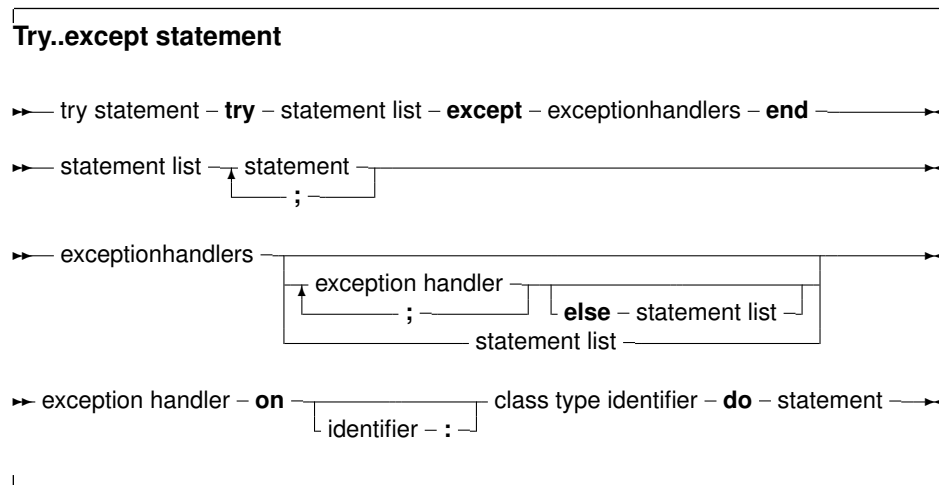 Try..except statement
try statement – try – statement list – except – exceptionhandlers – end
statement list statement
;
exceptionhandlers
exception handler
; else – statement list
statement list
exception handler – on class type identifier – do – statement
identifier – :